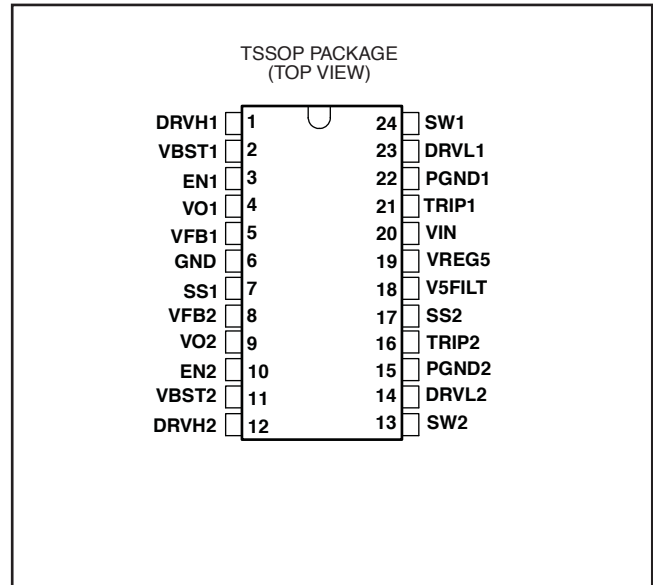 TSSOP PACKAGE
(TOP VIEW)
DRVH1 1 24 SW1
VBST1 2 23 DRVL1
EN1 3 22 PGND1
VO1 4 21 TRIP1
VFB1 5 20 VIN
GND 6 19 VREG5
SS1 7 18 V5FILT
VFB2 8 17 SS2
VO2 9 16 TRIP2
EN2 10 15 PGND2
VBST2 11 14 DRVL2
DRVH2 12 13 SW2